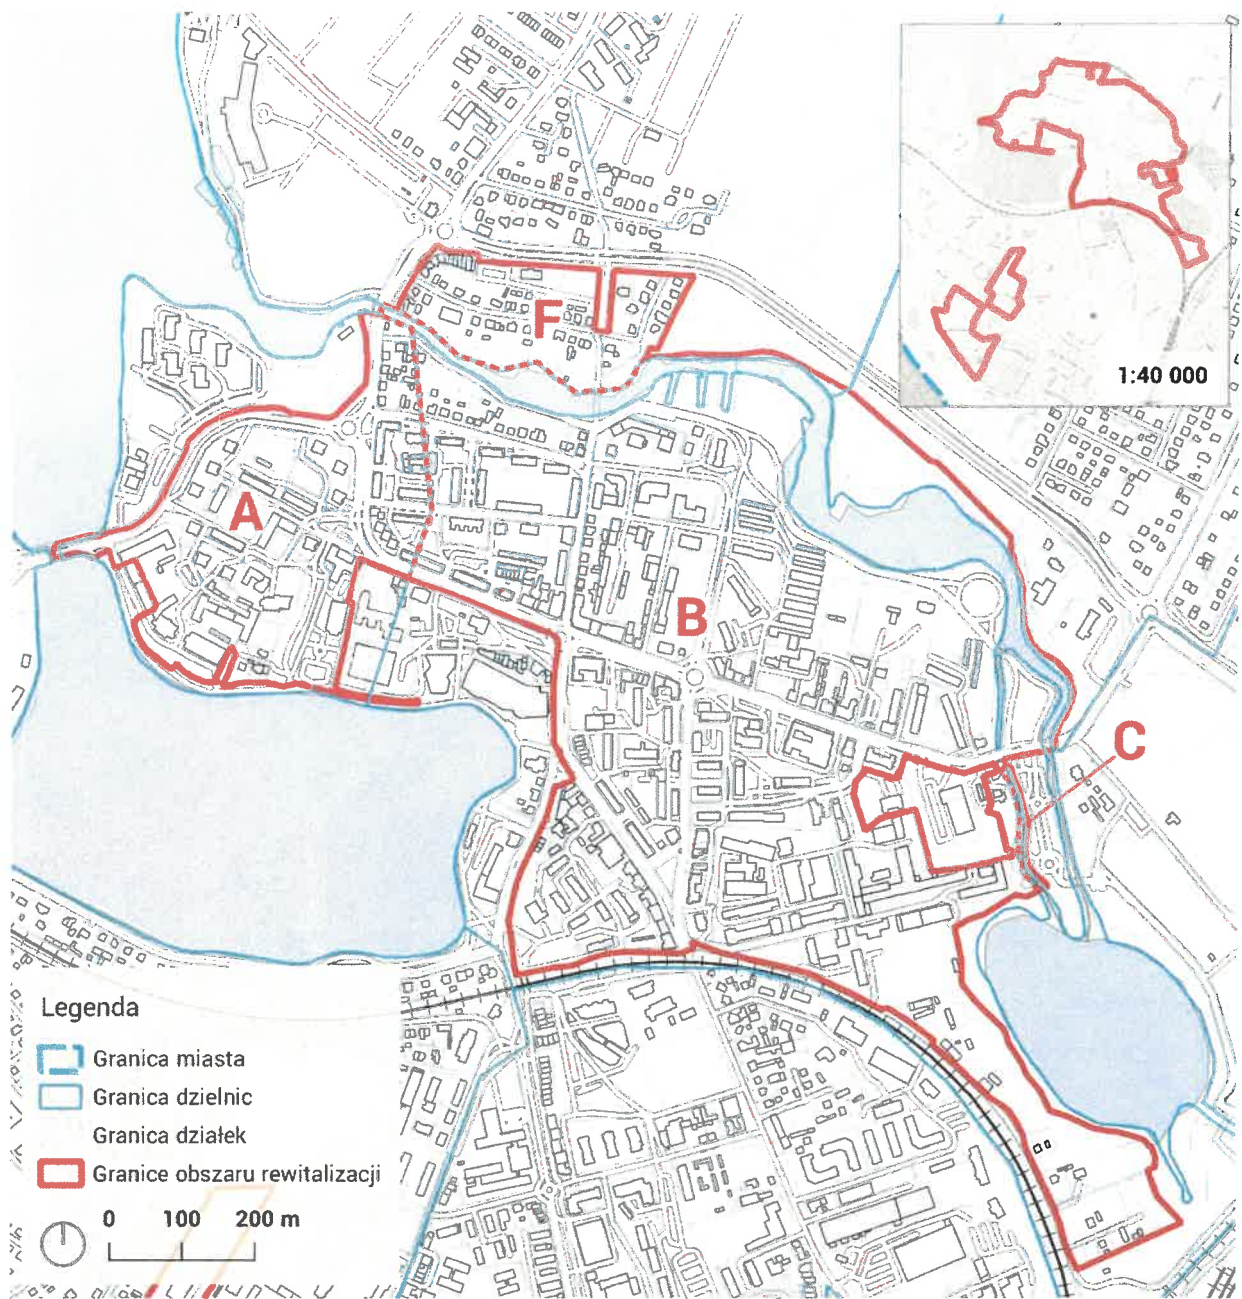 1:40 000
F
A
B
C
Legenda
Granica miasta
Granica dzielnic
Granica działek
Granice obszaru rewitalizacji
0 100 200 m